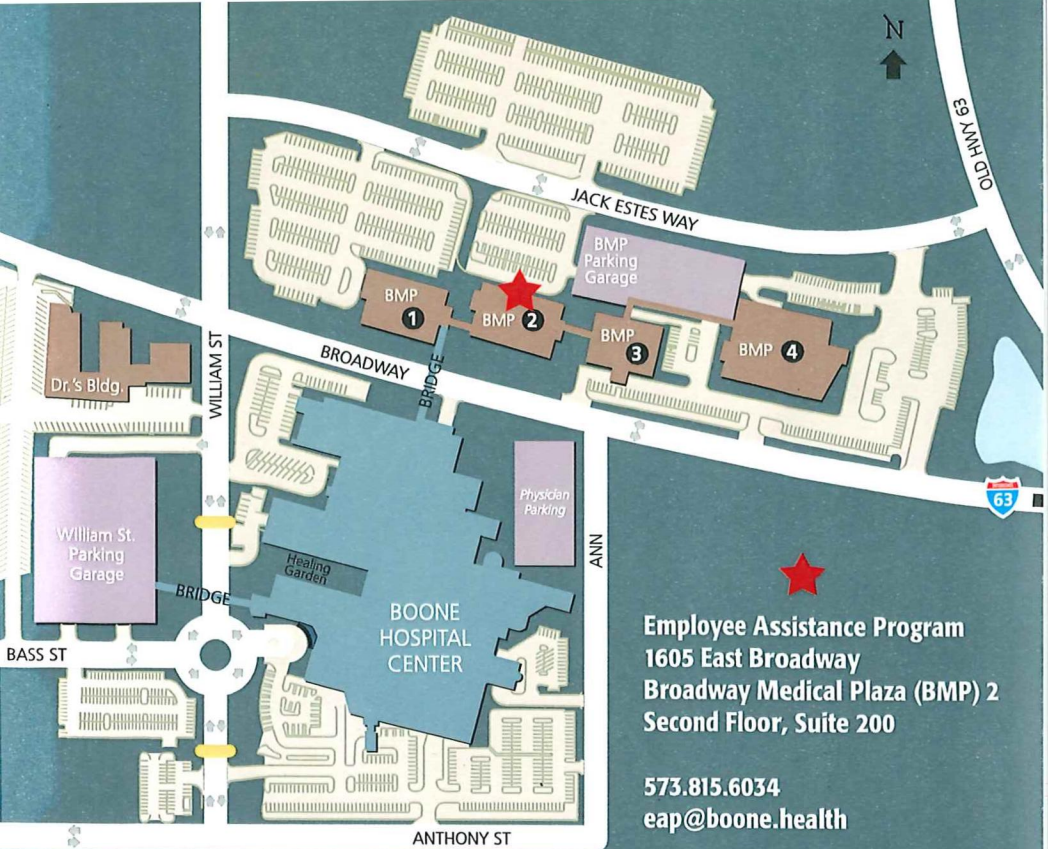 N
OLD HWY 63
JACK ESTES WAY
BMP
Parking
Garage
BMP
1
BMP 2
BMP
3
BMP 4
BROADWAY
BRIDGE
WILLIAM ST
Dr.'s Bldg.
63
Physician
Parking
ANN
William St.
Parking
Garage
BRIDGE
Healing
Garden
BOONE
HOSPITAL
CENTER
BASS ST
ANTHONY ST
Employee Assistance Program
1605 East Broadway
Broadway Medical Plaza (BMP) 2
Second Floor, Suite 200
573.815.6034
eap@boone.health